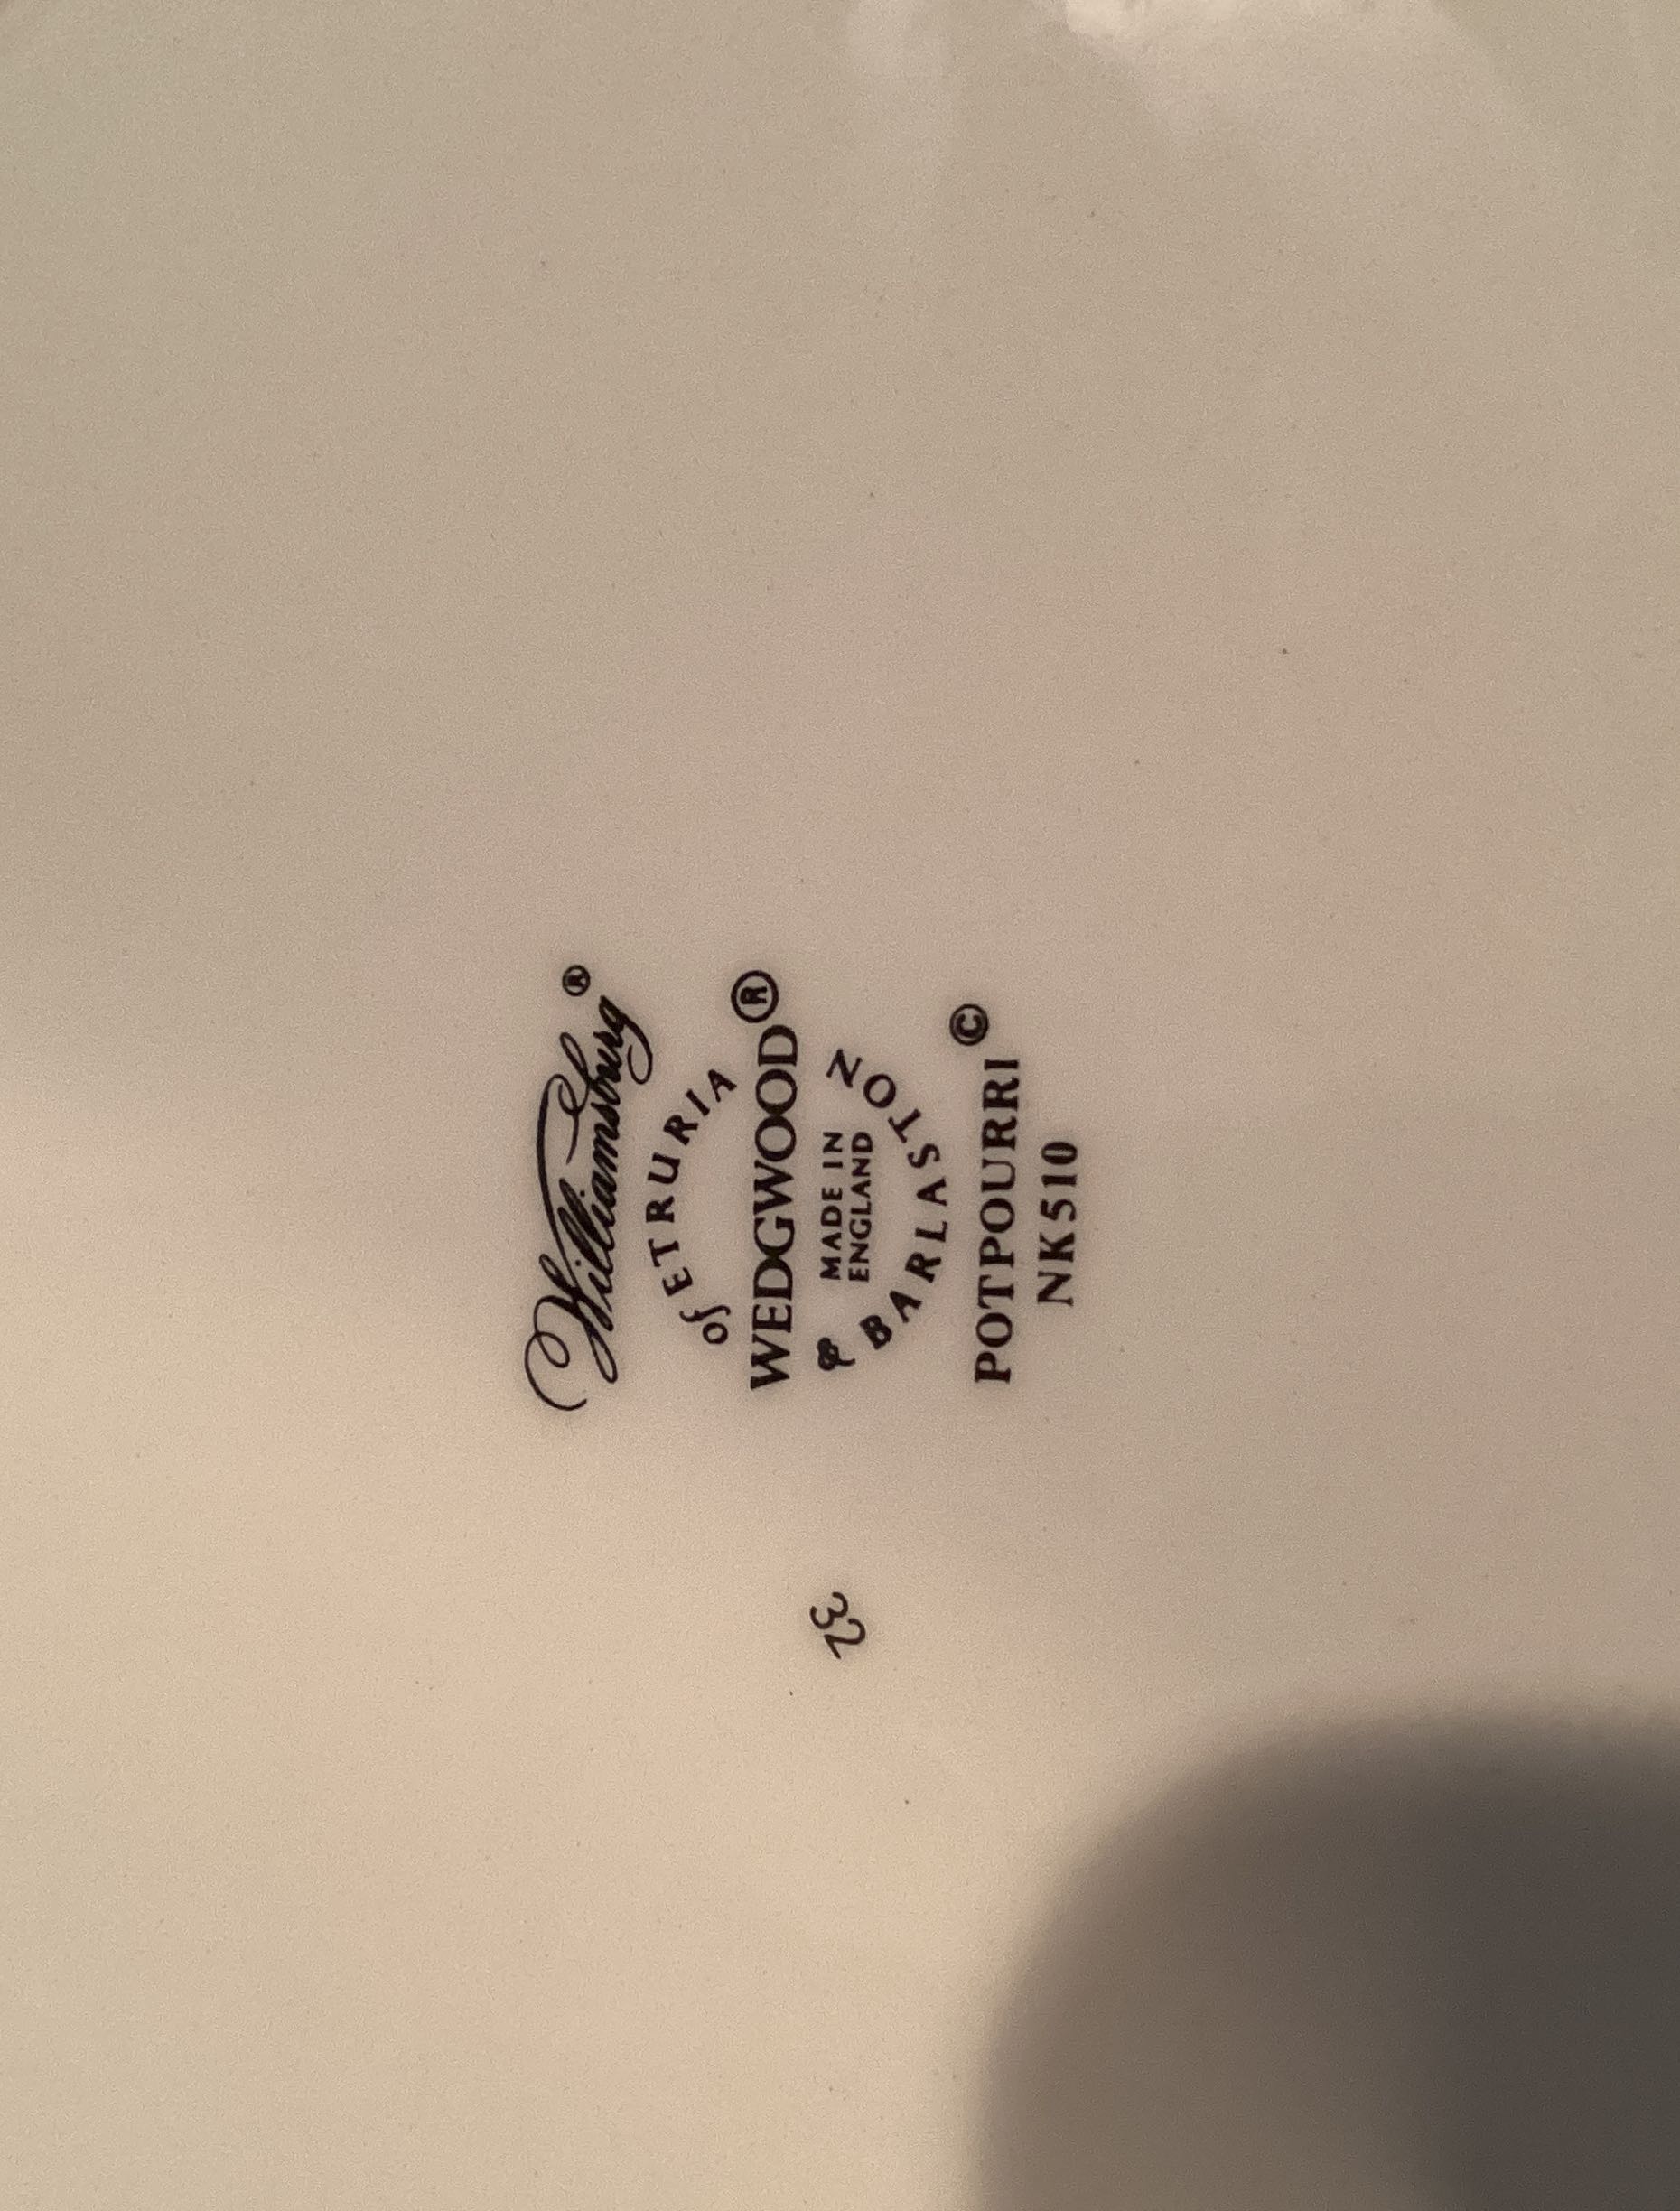 Williamsburg®
of ETRURIA
WEDGWOOD®
MADE IN
ENGLAND
& BARLASTON
POTPOURRI©
NK510